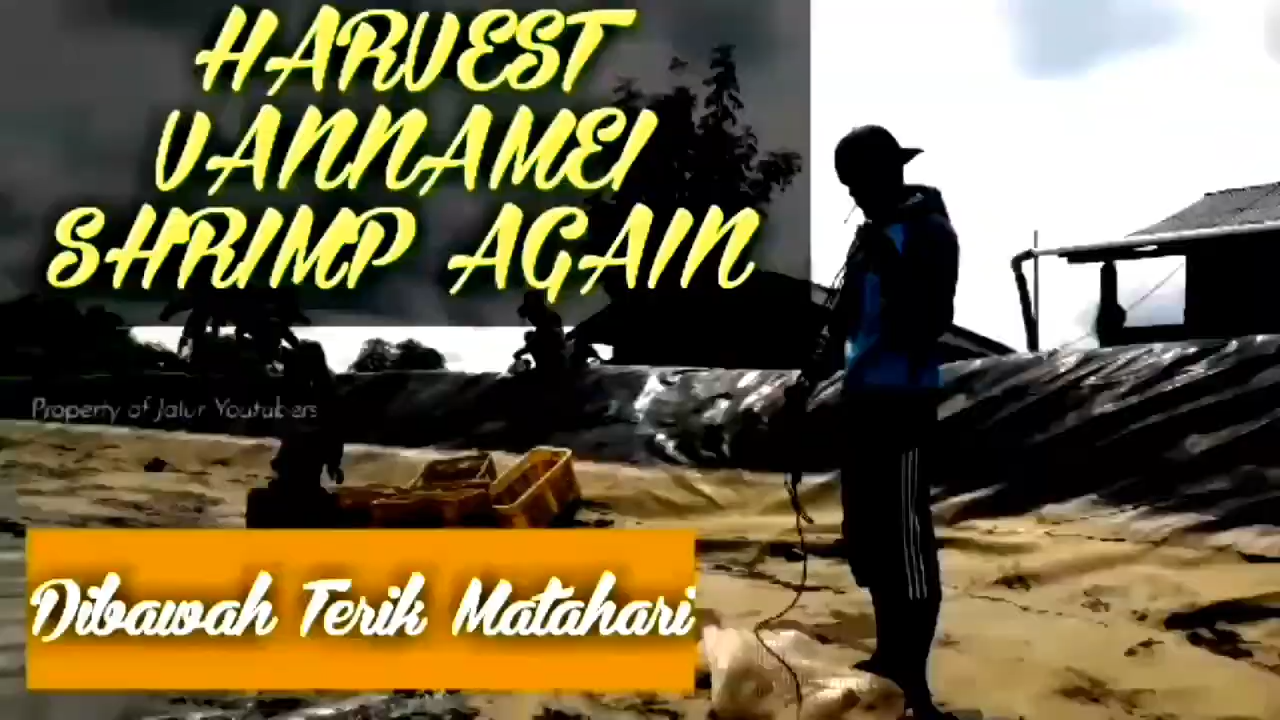 HARVEST
VANNAMEI
SHRIMP AGAIN
Property of Jalur Youtubers
Dibawah Terik Matahari